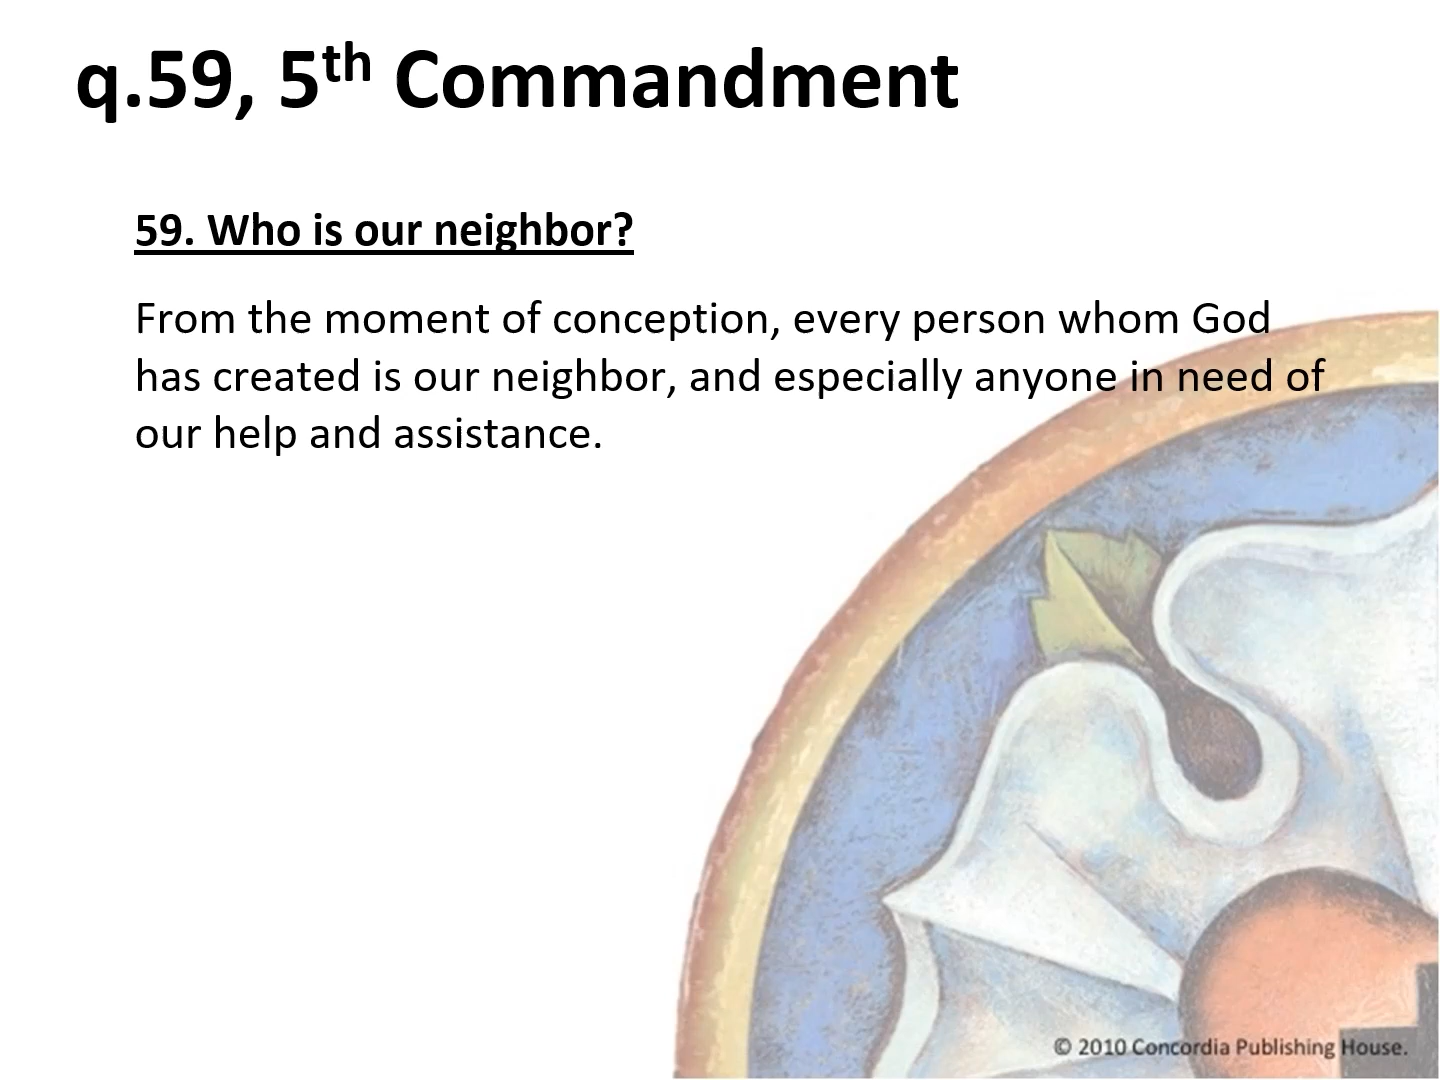 q.59, 5th Commandment
59. Who is our neighbor?
From the moment of conception, every person whom God
has created is our neighbor, and especially anyone in need of
our help and assistance.
© 2010 Concordia Publishing House.